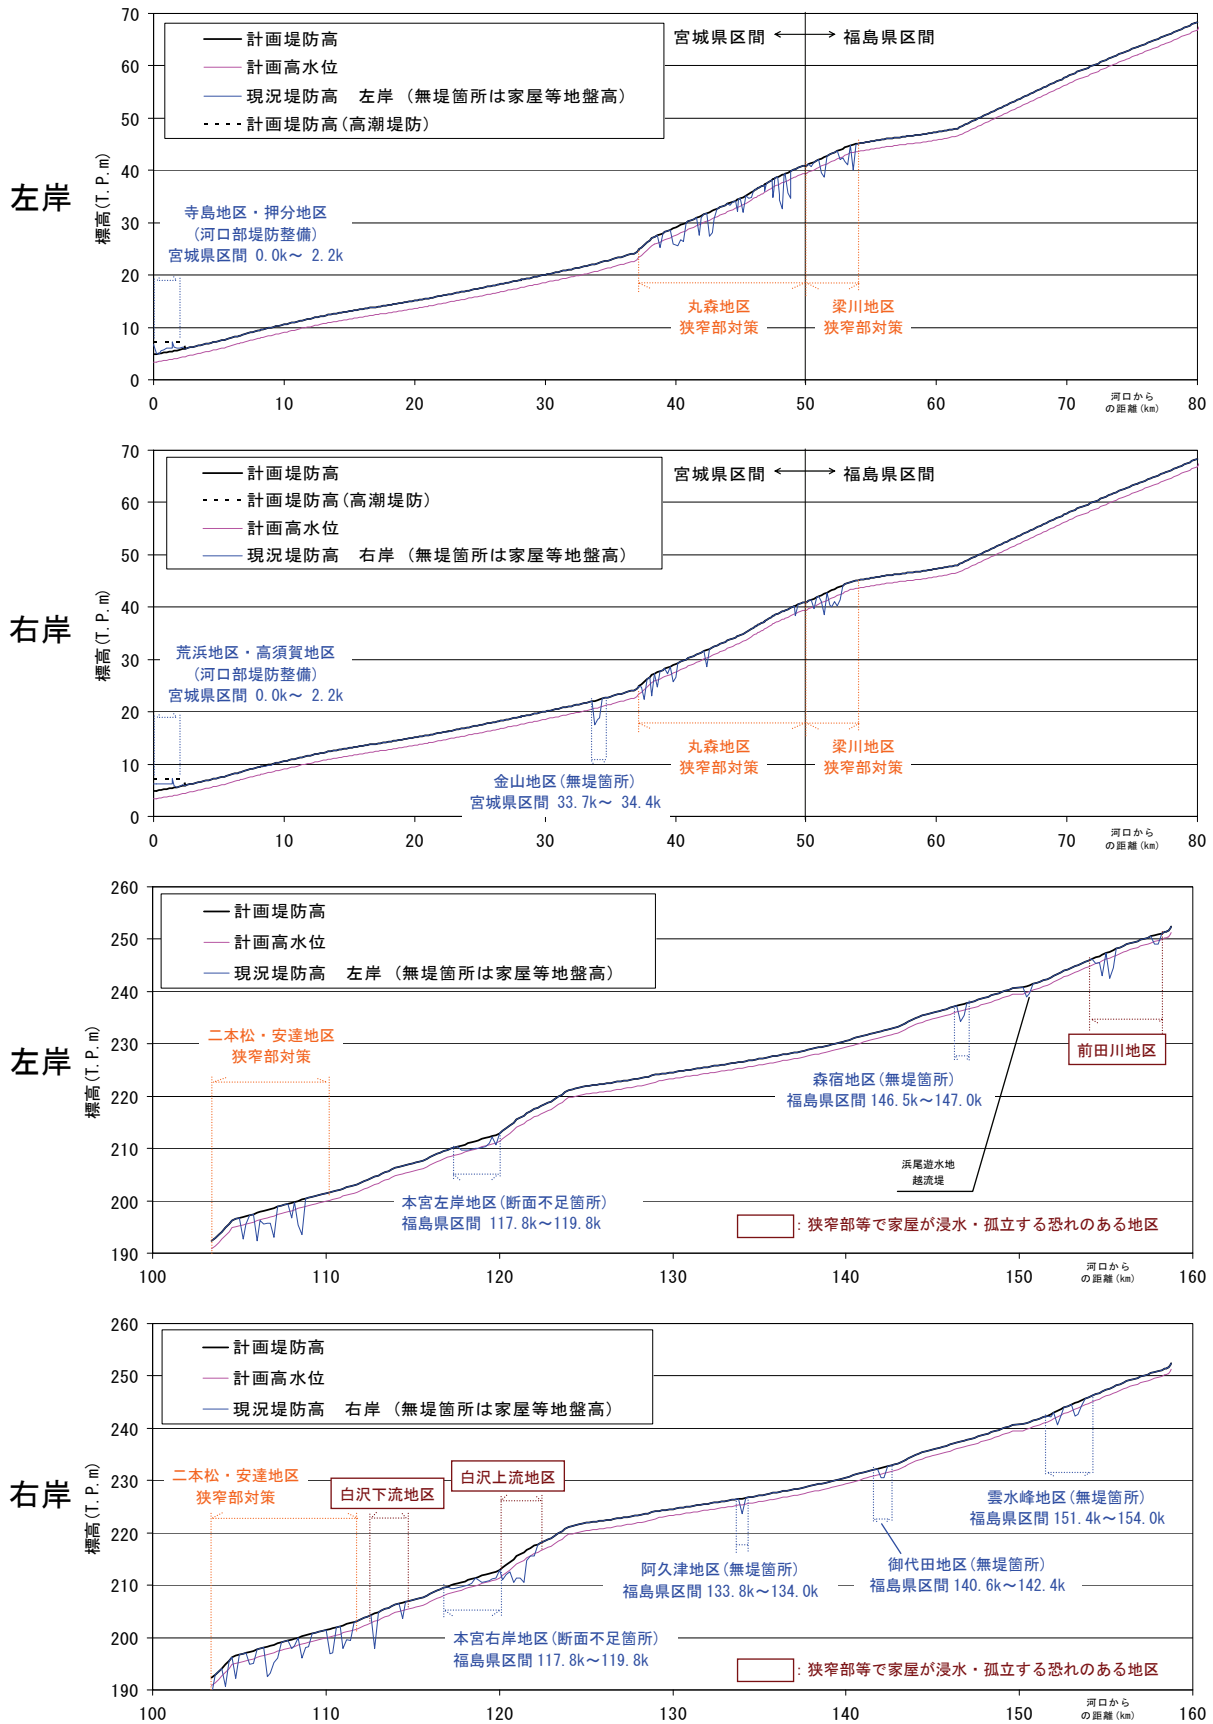 左岸
標高(T.P.m)
70
60
50
40
30
20
10
0
計画堤防高
計画高水位
現況堤防高　左岸 (無堤箇所は家屋等地盤高)
計画堤防高(高潮堤防)
宮城県区間
福島県区間
寺島地区・押分地区
(河口部堤防整備)
宮城県区間 0.0k～ 2.2k
丸森地区
狭窄部対策
梁川地区
狭窄部対策
0 10 20 30 40 50 60 70 80
河口から
の距離(km)
右岸
標高(T.P.m)
70
60
50
40
30
20
10
0
計画堤防高
計画堤防高(高潮堤防)
計画高水位
現況堤防高　右岸 (無堤箇所は家屋等地盤高)
宮城県区間
福島県区間
荒浜地区・高須賀地区
(河口部堤防整備)
宮城県区間 0.0k～ 2.2k
金山地区(無堤箇所)
宮城県区間 33.7k～ 34.4k
丸森地区
狭窄部対策
梁川地区
狭窄部対策
0 10 20 30 40 50 60 70 80
河口から
の距離(km)
左岸
標高(T.P.m)
260
250
240
230
220
210
200
190
計画堤防高
計画高水位
現況堤防高　左岸 (無堤箇所は家屋等地盤高)
二本松・安達地区
狭窄部対策
本宮左岸地区(断面不足箇所)
福島県区間 117.8k～119.8k
森宿地区(無堤箇所)
福島県区間 146.5k～147.0k
前田川地区
浜尾遊水地
越流堤
: 狭窄部等で家屋が浸水・孤立する恐れのある地区
100 110 120 130 140 150 160
河口から
の距離(km)
右岸
標高(T.P.m)
260
250
240
230
220
210
200
190
計画堤防高
計画高水位
現況堤防高　右岸 (無堤箇所は家屋等地盤高)
二本松・安達地区
狭窄部対策
白沢下流地区
白沢上流地区
本宮右岸地区(断面不足箇所)
福島県区間 117.8k～119.8k
阿久津地区(無堤箇所)
福島県区間 133.8k～134.0k
御代田地区(無堤箇所)
福島県区間 140.6k～142.4k
雲水峰地区(無堤箇所)
福島県区間 151.4k～154.0k
: 狭窄部等で家屋が浸水・孤立する恐れのある地区
100 110 120 130 140 150 160
河口から
の距離(km)